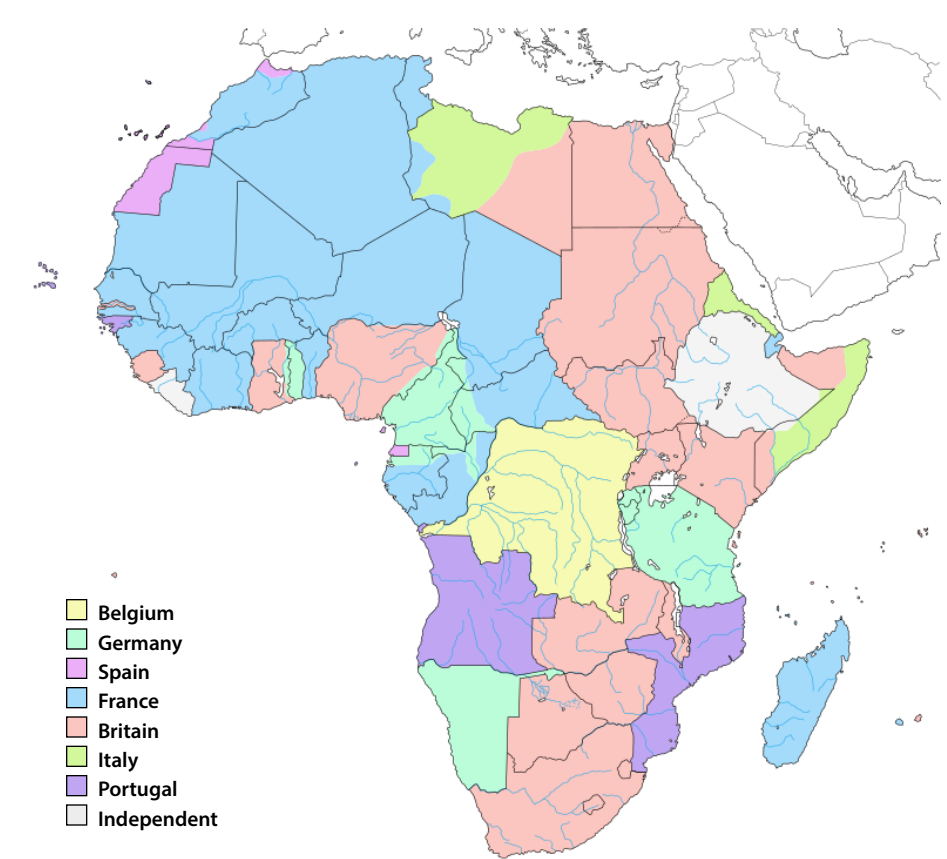 Belgium
Germany
Spain
France
Britain
Italy
Portugal
Independent